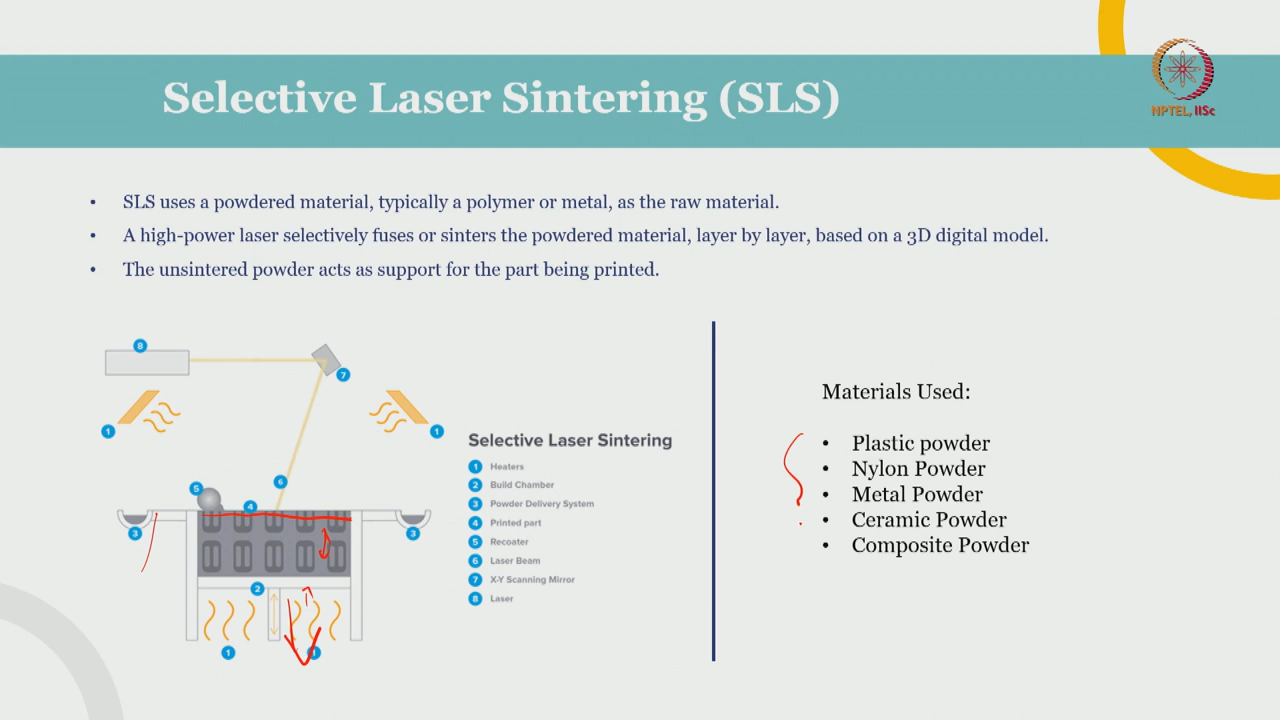 Selective Laser Sintering (SLS)
NPTEL, IISc
• SLS uses a powdered material, typically a polymer or metal, as the raw material.
• A high-power laser selectively fuses or sinters the powdered material, layer by layer, based on a 3D digital model.
• The unsintered powder acts as support for the part being printed.
8
7
1
1
6
5
4
3
3
2
1
1
Selective Laser Sintering
1 Heaters
2 Build Chamber
3 Powder Delivery System
4 Printed part
5 Recoater
6 Laser Beam
7 X-Y Scanning Mirror
8 Laser
Materials Used:
• Plastic powder
• Nylon Powder
• Metal Powder
• Ceramic Powder
• Composite Powder